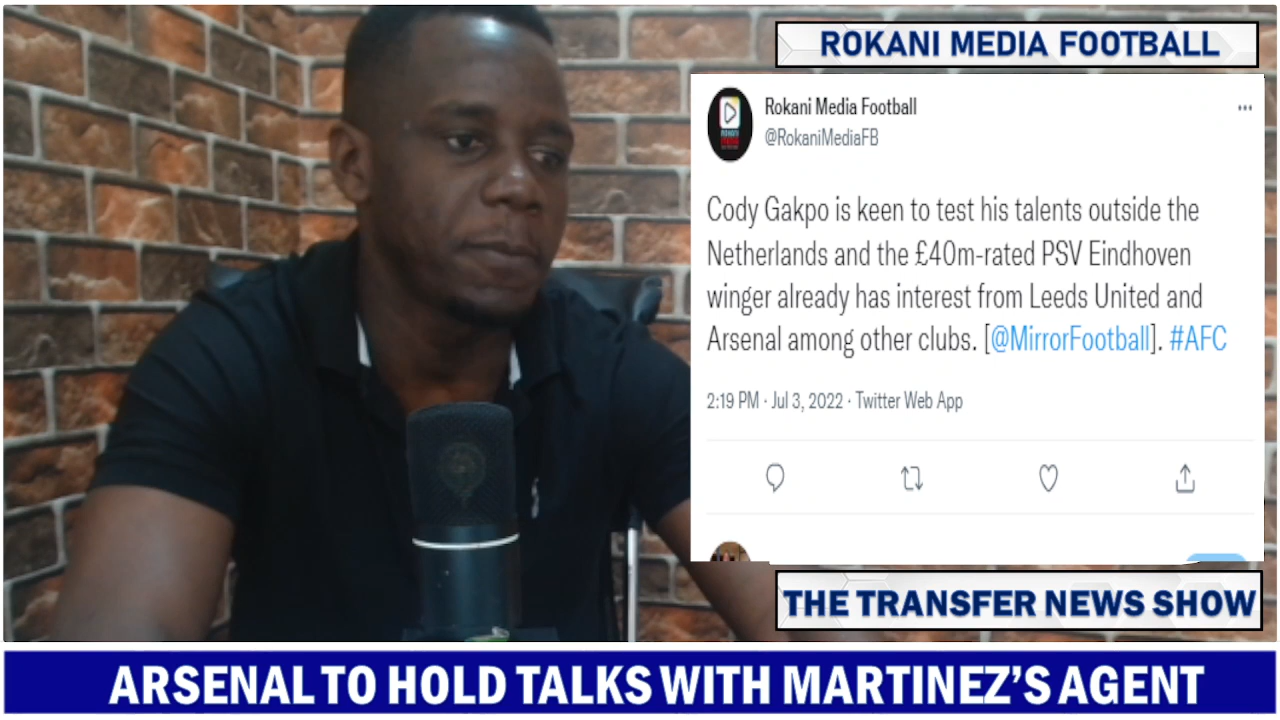 ROKANI MEDIA FOOTBALL
Rokani Media Football
@RokaniMediaFB
Cody Gakpo is keen to test his talents outside the
Netherlands and the £40m-rated PSV Eindhoven
winger already has interest from Leeds United and
Arsenal among other clubs. [@MirrorFootball]. #AFC
2:19 PM · Jul 3, 2022 · Twitter Web App
THE TRANSFER NEWS SHOW
ARSENAL TO HOLD TALKS WITH MARTINEZ'S AGENT